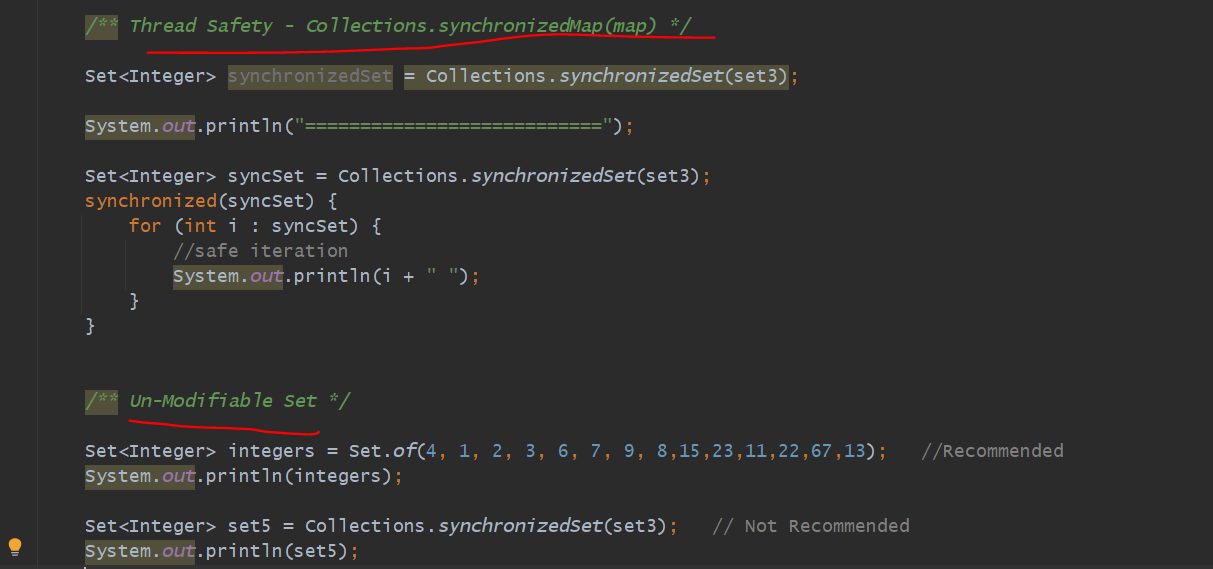 /** Thread Safety - Collections.synchronizedMap(map) */
Set<Integer> synchronizedSet = Collections.synchronizedSet(set3);
System.out.println("===========================");
Set<Integer> syncSet = Collections.synchronizedSet(set3);
synchronized(syncSet) {
for (int i : syncSet) {
//safe iteration
System.out.println(i + " ");
}
}
/** Un-Modifiable Set */
Set<Integer> integers = Set.of(4, 1, 2, 3, 6, 7, 9, 8,15,23,11,22,67,13); //Recommended
System.out.println(integers);
Set<Integer> set5 = Collections.synchronizedSet(set3); // Not Recommended
System.out.println(set5);